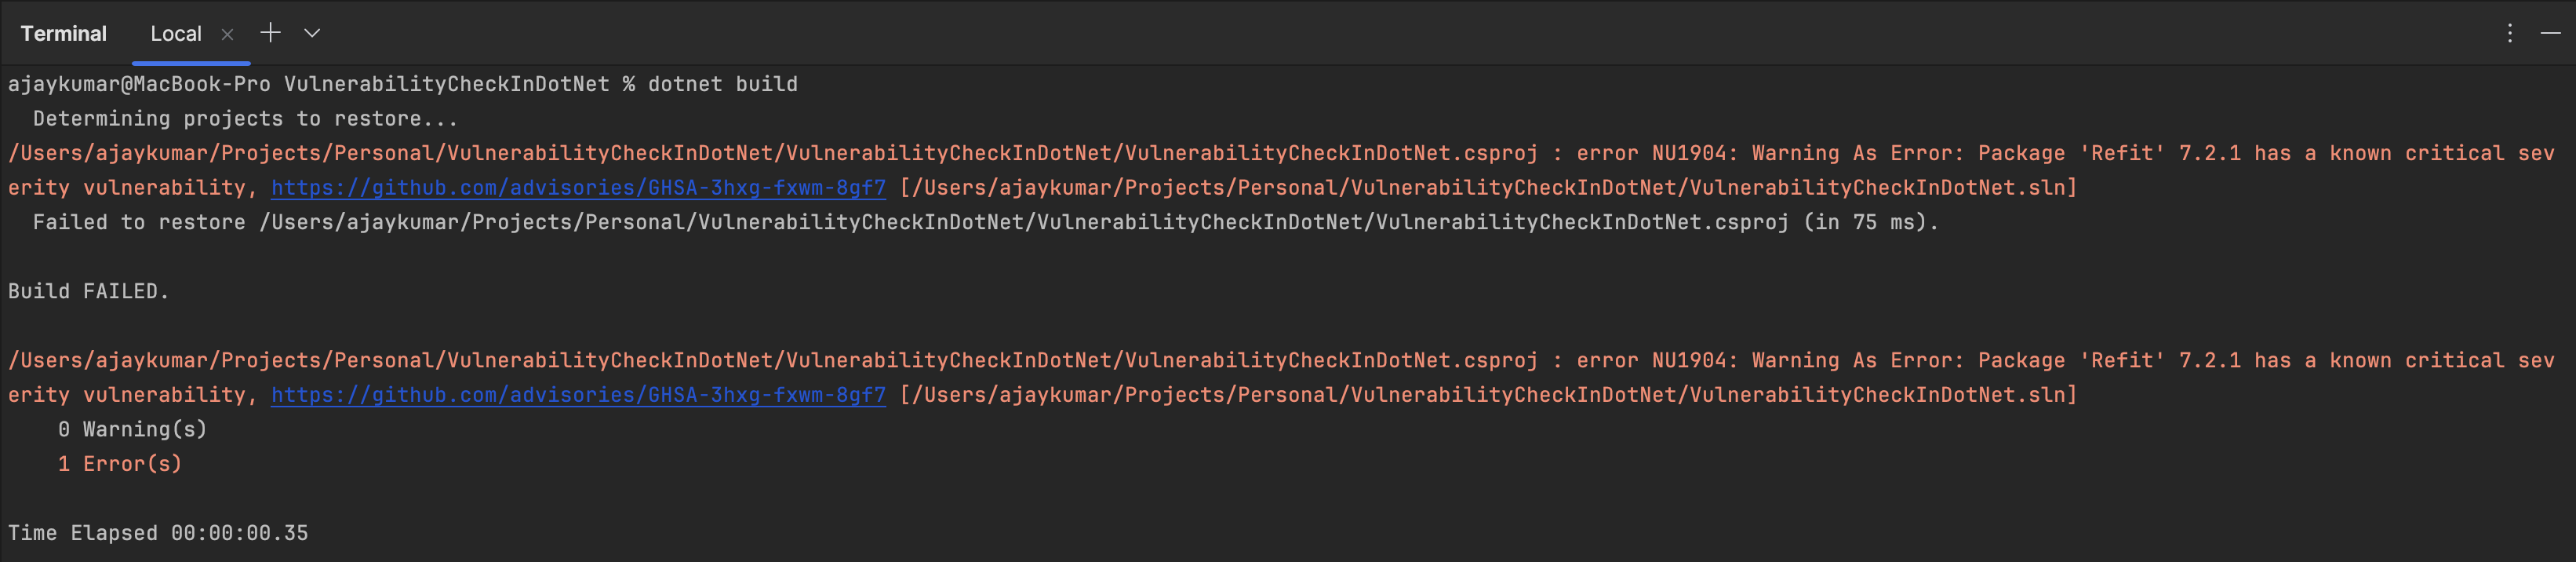 Terminal Local
ajaykumar@MacBook-Pro VulnerabilityCheckInDotNet % dotnet build
Determining projects to restore...
/Users/ajaykumar/Projects/Personal/VulnerabilityCheckInDotNet/VulnerabilityCheckInDotNet/VulnerabilityCheckInDotNet.csproj : error NU1904: Warning As Error: Package 'Refit' 7.2.1 has a known critical sev
erity vulnerability, https://github.com/advisories/GHSA-3hxg-fxwm-8gf7 [/Users/ajaykumar/Projects/Personal/VulnerabilityCheckInDotNet/VulnerabilityCheckInDotNet.sln]
Failed to restore /Users/ajaykumar/Projects/Personal/VulnerabilityCheckInDotNet/VulnerabilityCheckInDotNet/VulnerabilityCheckInDotNet.csproj (in 75 ms).
Build FAILED.
/Users/ajaykumar/Projects/Personal/VulnerabilityCheckInDotNet/VulnerabilityCheckInDotNet/VulnerabilityCheckInDotNet.csproj : error NU1904: Warning As Error: Package 'Refit' 7.2.1 has a known critical sev
erity vulnerability, https://github.com/advisories/GHSA-3hxg-fxwm-8gf7 [/Users/ajaykumar/Projects/Personal/VulnerabilityCheckInDotNet/VulnerabilityCheckInDotNet.sln]
0 Warning(s)
1 Error(s)
Time Elapsed 00:00:00.35